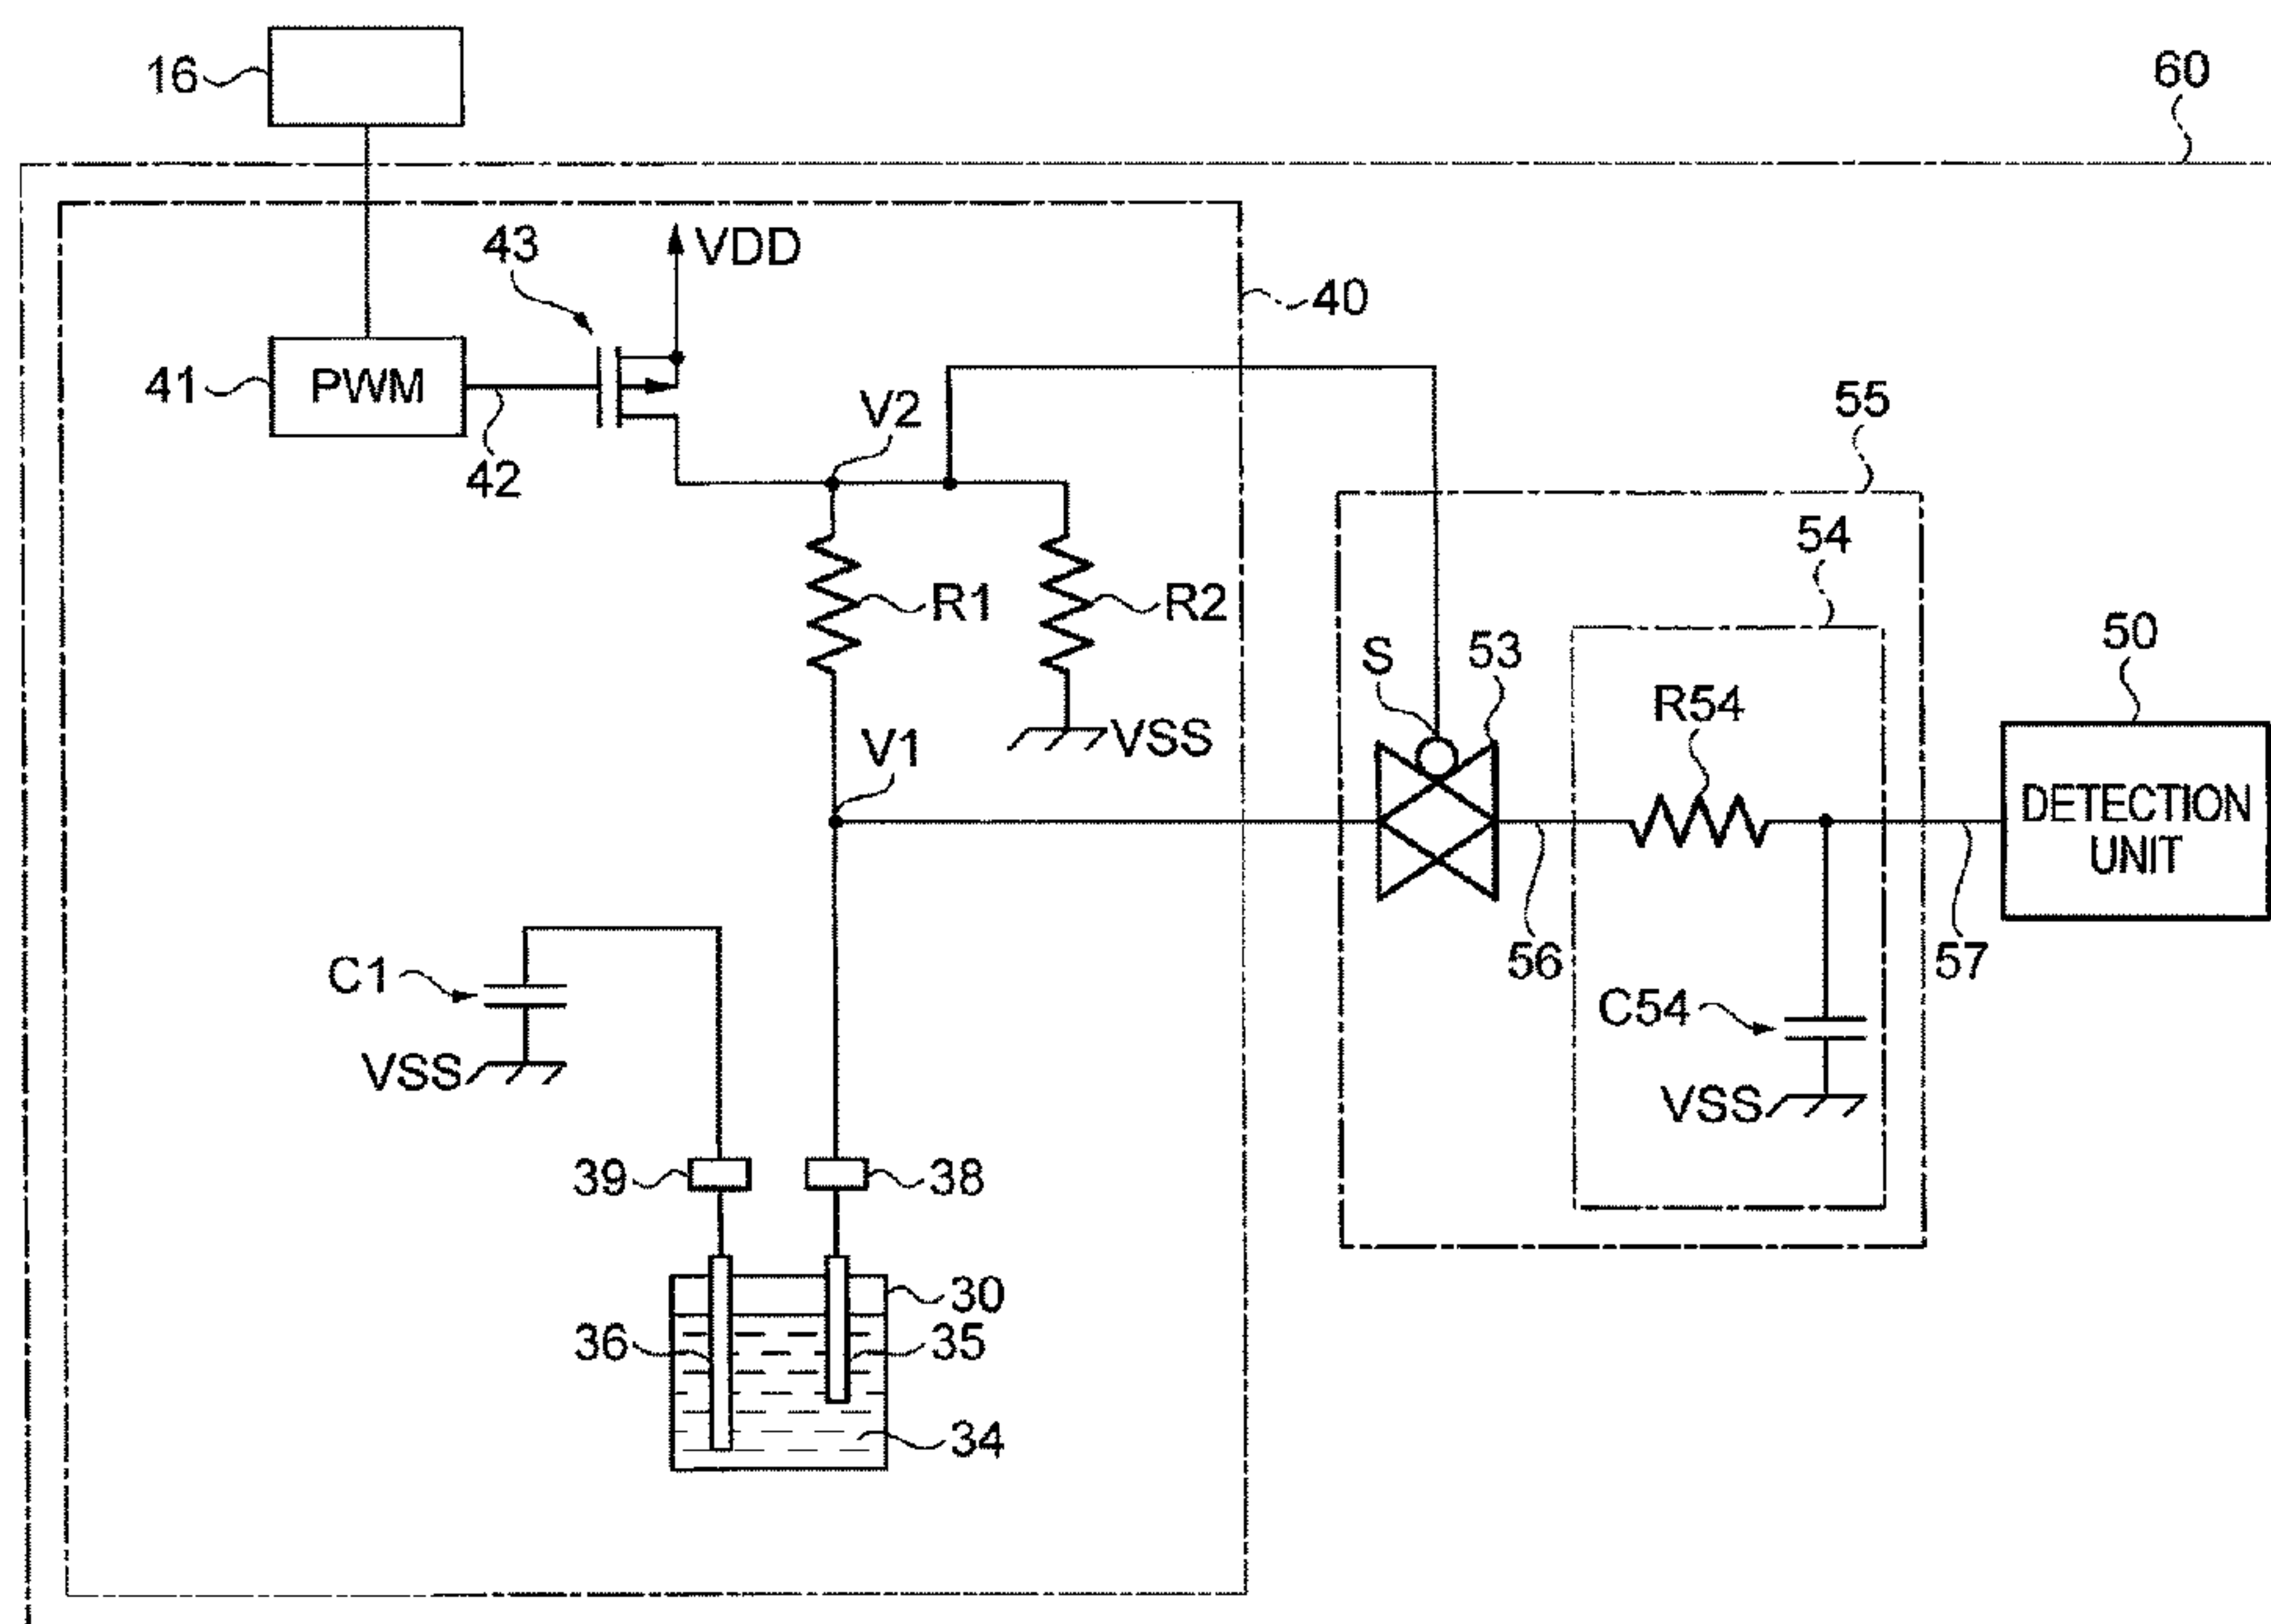 16
60
43
VDD
40
41
PWM
42
V2
55
54
R1
R2
S
53
R54
50
V1
VSS
DETECTION
UNIT
56
57
C1
C54
VSS
VSS
39
38
30
36
35
34